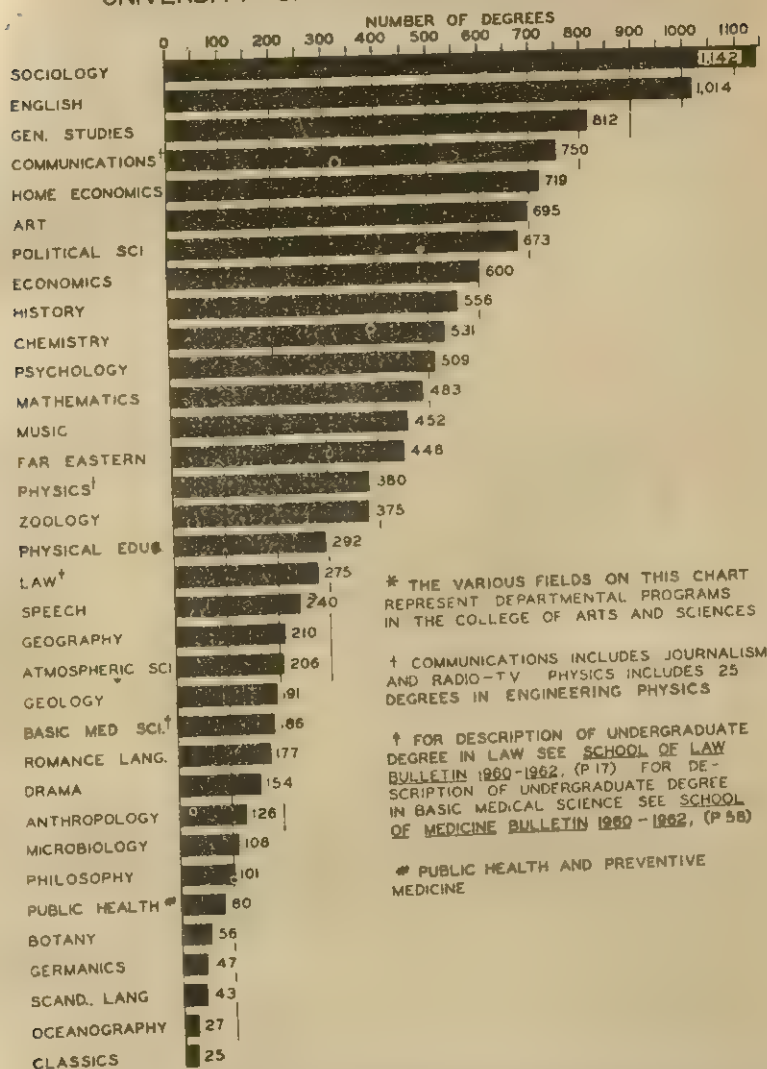 NUMBER OF DEGREES
0 100 200 300 400 500 600 700 800 900 1000 1100
SOCIOLOGY 1,142
ENGLISH 1,014
GEN. STUDIES 812
COMMUNICATIONS† 750
HOME ECONOMICS 719
ART 695
POLITICAL SCI 673
ECONOMICS 600
HISTORY 556
CHEMISTRY 531
PSYCHOLOGY 509
MATHEMATICS 483
MUSIC 452
FAR EASTERN 448
PHYSICS† 380
ZOOLOGY 375
PHYSICAL EDU. 292
LAW† 275
SPEECH 240
GEOGRAPHY 210
ATMOSPHERIC SCI 206
GEOLOGY 191
BASIC MED SCI.† 186
ROMANCE LANG. 177
DRAMA 154
ANTHROPOLOGY 126
MICROBIOLOGY 108
PHILOSOPHY 101
PUBLIC HEALTH # 80
BOTANY 56
GERMANICS 47
SCAND., LANG 43
OCEANOGRAPHY 27
CLASSICS 25
* THE VARIOUS FIELDS ON THIS CHART
REPRESENT DEPARTMENTAL PROGRAMS
IN THE COLLEGE OF ARTS AND SCIENCES
† COMMUNICATIONS INCLUDES JOURNALISM
AND RADIO-TV PHYSICS INCLUDES 25
DEGREES IN ENGINEERING PHYSICS
† FOR DESCRIPTION OF UNDERGRADUATE
DEGREE IN LAW SEE SCHOOL OF LAW
BULLETIN 1960-1962, (P 17) FOR DE-
SCRIPTION OF UNDERGRADUATE DEGREE
IN BASIC MEDICAL SCIENCE SEE SCHOOL
OF MEDICINE BULLETIN 1960-1962, (P 58)
# PUBLIC HEALTH AND PREVENTIVE
MEDICINE